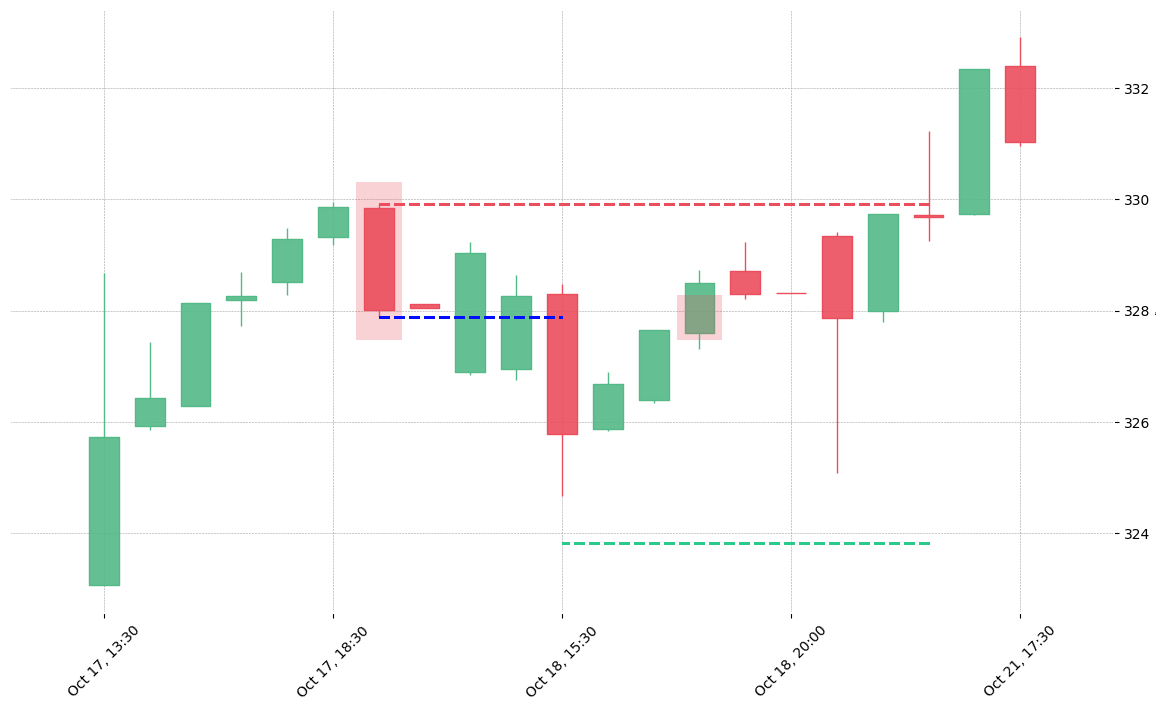 332
330
328
326
324
Oct 17, 13:30
Oct 17, 18:30
Oct 18, 15:30
Oct 18, 20:00
Oct 21, 17:30